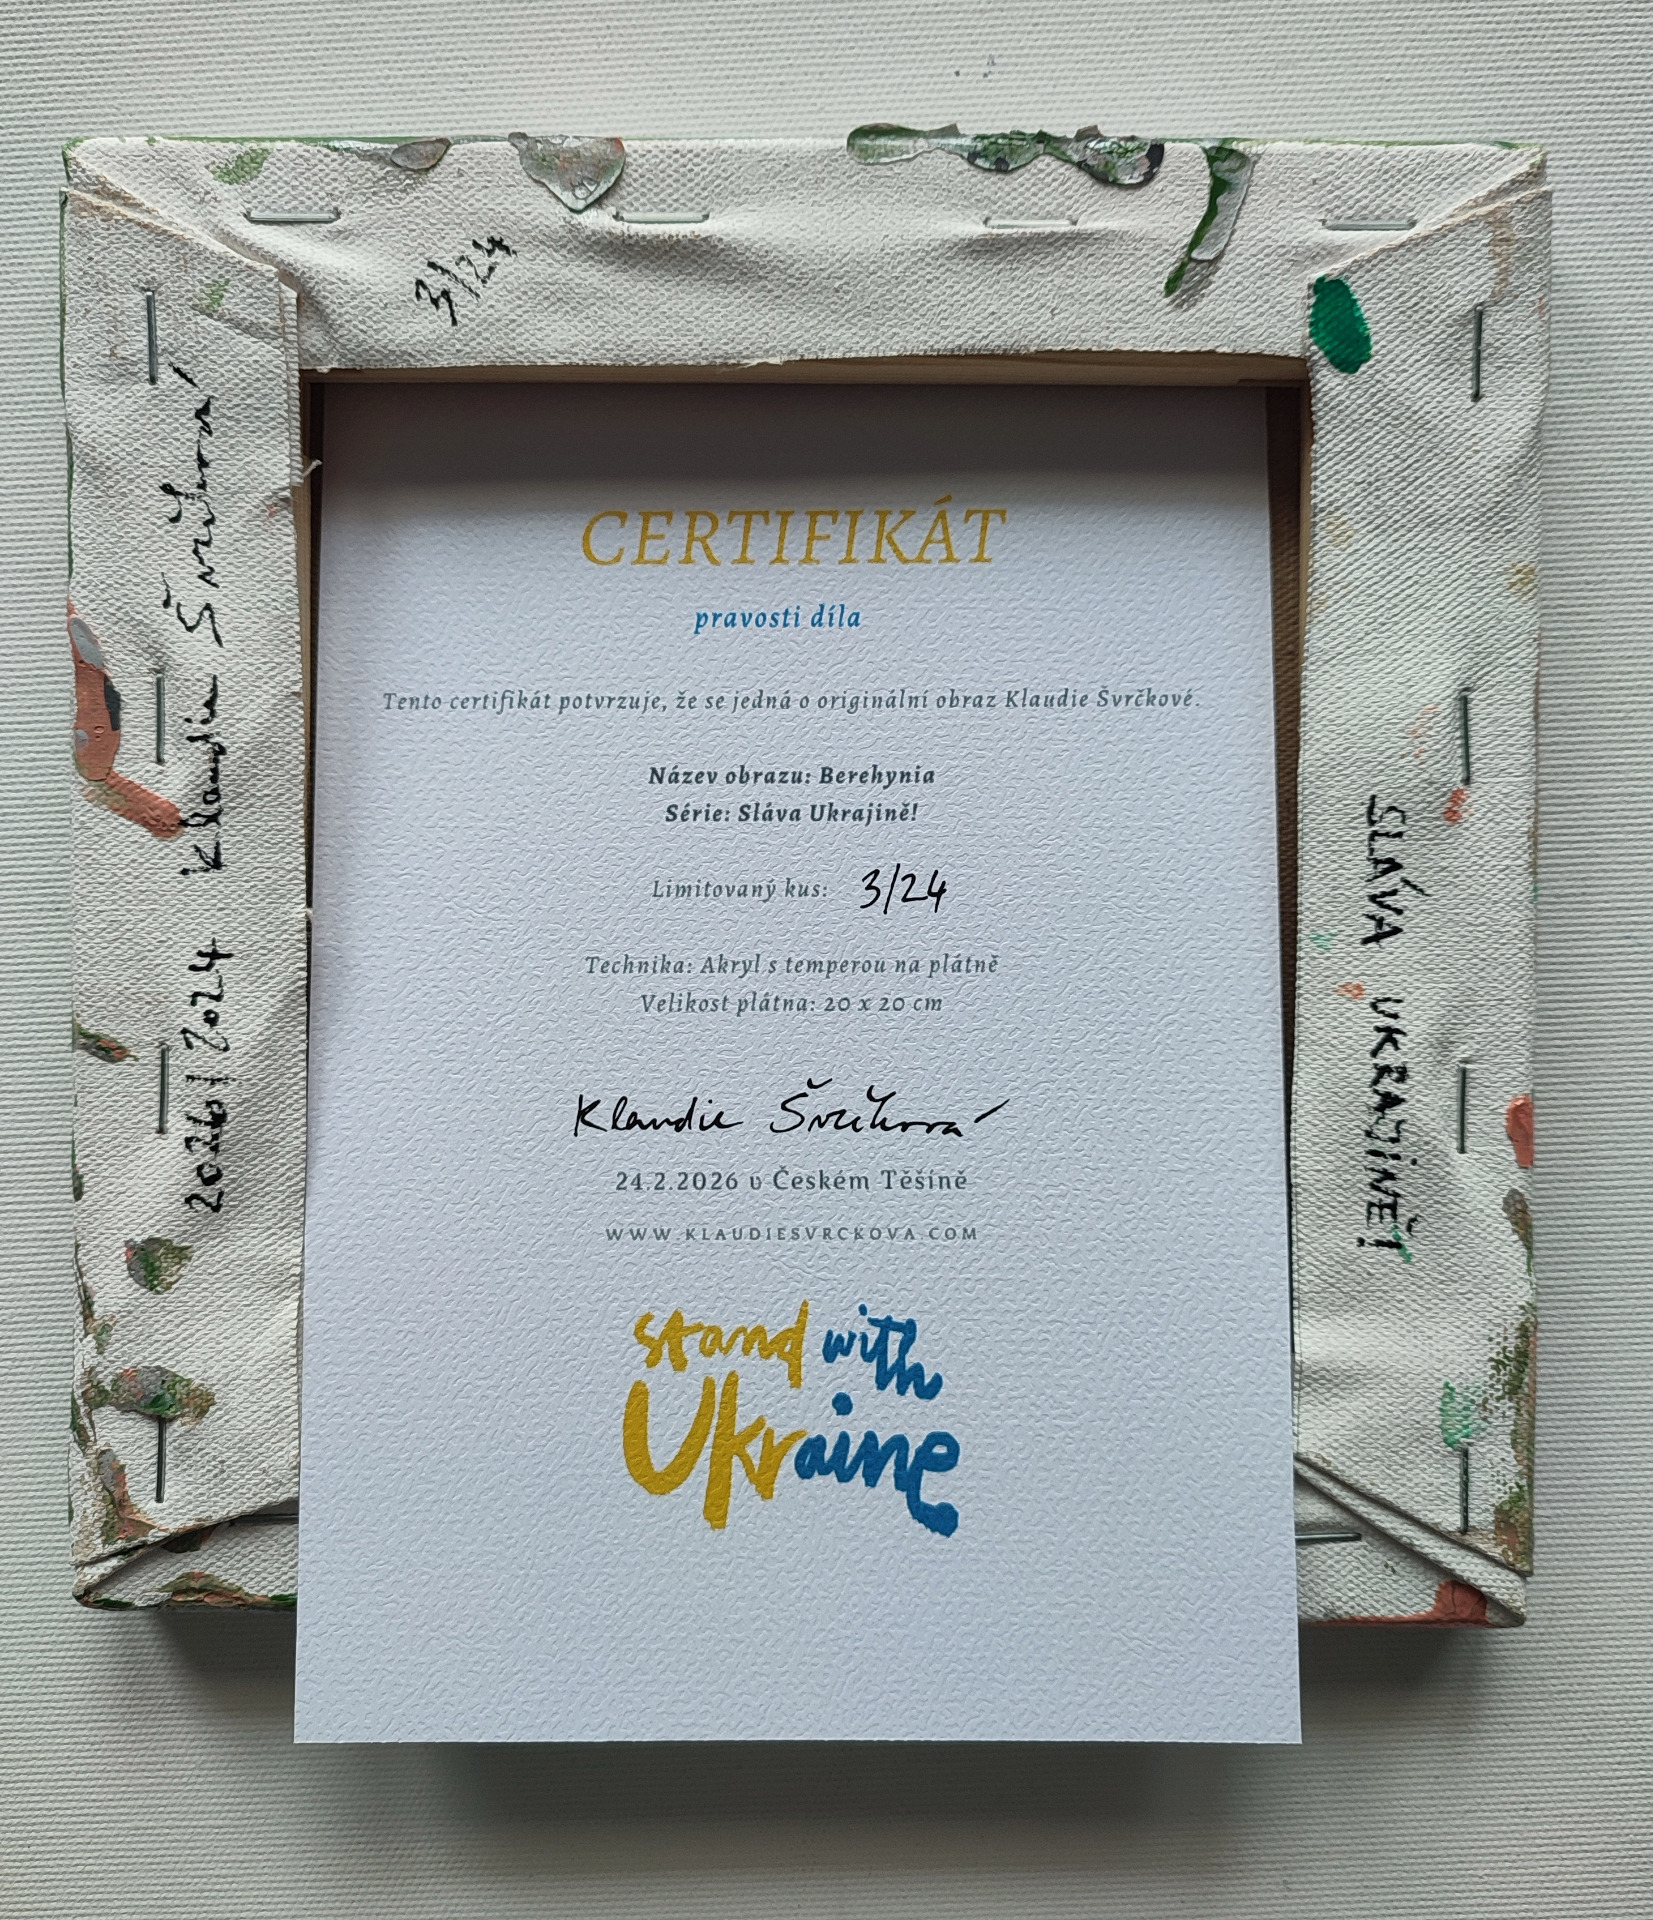 3/24
Klaudie Švrčková
2026 | 2024
SLÁVA UKRAJINĚ!
CERTIFIKÁT
pravosti díla
Tento certifikát potvrzuje, že se jedná o originální obraz Klaudie Švrčkové.
Název obrazu: Berehynia
Série: Sláva Ukrajině!
Limitovaný kus: 3/24
Technika: Akryl s temperou na plátně
Velikost plátna: 20 x 20 cm
Klaudie Švrčková
24.2.2026 v Českém Těšíně
WWW.KLAUDIESVRCKOVA.COM
stand with
Ukraine